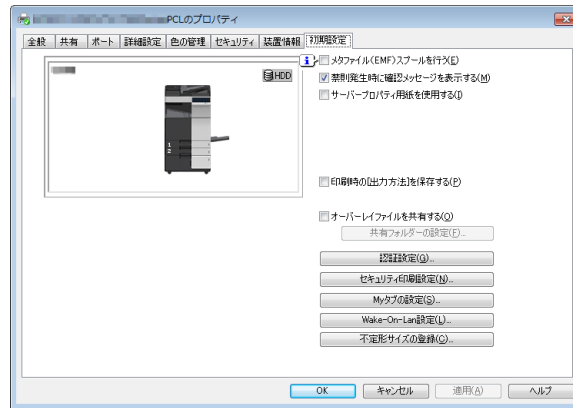 PCLのプロパティ
全般 共有 ポート 詳細設定 色の管理 セキュリティ 装置情報 初期設定
メタファイル(EMF)スプールを行う(E)
HDD
禁則発生時に確認メッセージを表示する(M)
サーバープロパティ用紙を使用する(I)
1
2
印刷時の[出力方法]を保存する(P)
オーバーレイファイルを共有する(O)
共有フォルダーの設定(F)...
認証設定(G)...
セキュリティ印刷設定(N)...
Myタブの設定(S)...
Wake-On-Lan設定(L)...
不定形サイズの登録(C)...
OK キャンセル 適用(A) ヘルプ